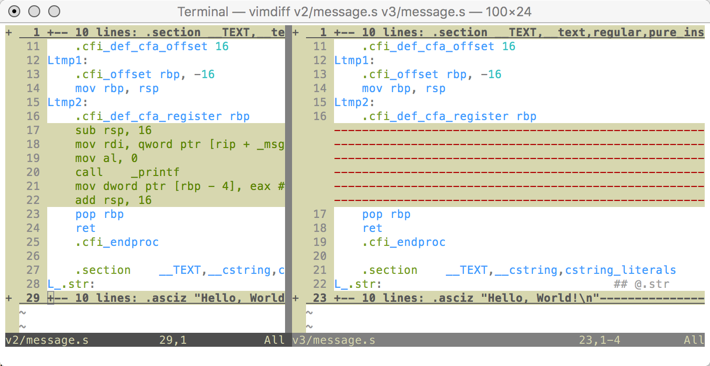 Terminal — vimdiff v2/message.s v3/message.s — 100×24
+ 1 +-- 10 lines: .section __TEXT,__te
11 .cfi_def_cfa_offset 16
12 Ltmp1:
13 .cfi_offset rbp, -16
14 mov rbp, rsp
15 Ltmp2:
16 .cfi_def_cfa_register rbp
17 sub rsp, 16
18 mov rdi, qword ptr [rip + _msg
19 mov al, 0
20 call _printf
21 mov dword ptr [rbp - 4], eax #
22 add rsp, 16
23 pop rbp
24 ret
25 .cfi_endproc
26
27 .section __TEXT,__cstring,c
28 L_.str:
+ 29 +-- 10 lines: .asciz "Hello, World
~
~
v2/message.s 29,1 All
+ 1 +-- 10 lines: .section __TEXT,__text,regular,pure_ins
11 .cfi_def_cfa_offset 16
12 Ltmp1:
13 .cfi_offset rbp, -16
14 mov rbp, rsp
15 Ltmp2:
16 .cfi_def_cfa_register rbp
17 pop rbp
18 ret
19 .cfi_endproc
20
21 .section __TEXT,__cstring,cstring_literals
22 L_.str: ## @.str
+ 23 +-- 10 lines: .asciz "Hello, World!\n"---------------
~
~
v3/message.s 23,1-4 All